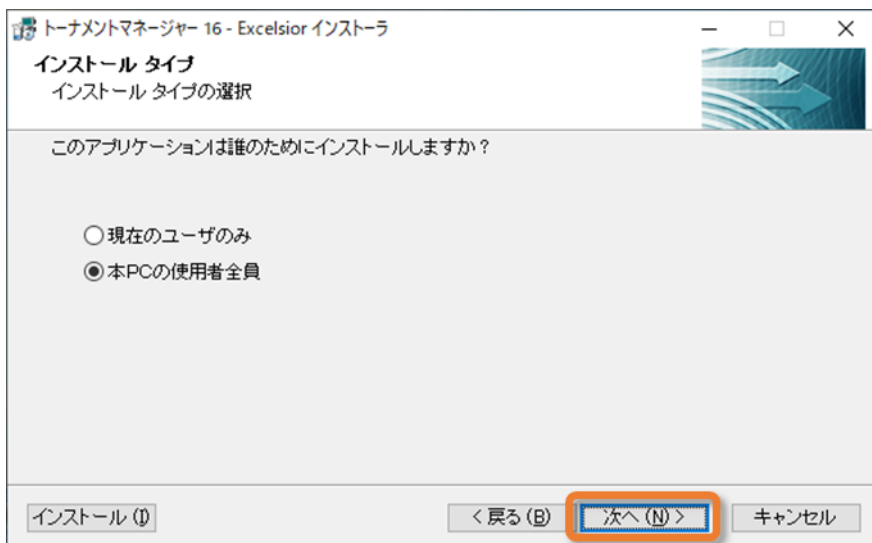 トーナメントマネージャー 16 - Excelsior インストーラ
インストール タイプ
インストール タイプの選択
このアプリケーションは誰のためにインストールしますか？
現在のユーザのみ
本PCの使用者全員
インストール (I)
< 戻る (B)
次へ (N) >
キャンセル